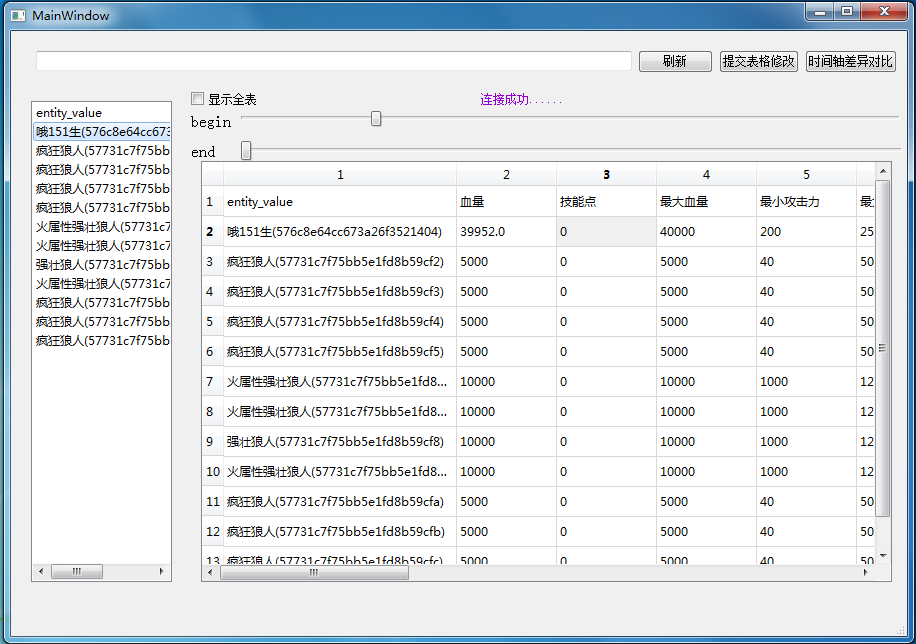 MainWindow
刷新 提交表格修改 时间轴差异对比
显示全表 连接成功......
begin
end
entity_value
哦151生(576c8e64cc673
疯狂狼人(57731c7f75bb
疯狂狼人(57731c7f75bb
疯狂狼人(57731c7f75bb
疯狂狼人(57731c7f75bb
火属性强壮狼人(57731c7
火属性强壮狼人(57731c7
强壮狼人(57731c7f75bb
火属性强壮狼人(57731c7
疯狂狼人(57731c7f75bb
疯狂狼人(57731c7f75bb
疯狂狼人(57731c7f75bb
1 2 3 4 5
1 entity_value 血量 技能点 最大血量 最小攻击力 最
2 哦151生(576c8e64cc673a26f3521404) 39952.0 0 40000 200 25
3 疯狂狼人(57731c7f75bb5e1fd8b59cf2) 5000 0 5000 40 50
4 疯狂狼人(57731c7f75bb5e1fd8b59cf3) 5000 0 5000 40 50
5 疯狂狼人(57731c7f75bb5e1fd8b59cf4) 5000 0 5000 40 50
6 疯狂狼人(57731c7f75bb5e1fd8b59cf5) 5000 0 5000 40 50
7 火属性强壮狼人(57731c7f75bb5e1fd8... 10000 0 10000 1000 12
8 火属性强壮狼人(57731c7f75bb5e1fd8... 10000 0 10000 1000 12
9 强壮狼人(57731c7f75bb5e1fd8b59cf8) 10000 0 10000 1000 12
10 火属性强壮狼人(57731c7f75bb5e1fd8... 10000 0 10000 1000 12
11 疯狂狼人(57731c7f75bb5e1fd8b59cfa) 5000 0 5000 40 50
12 疯狂狼人(57731c7f75bb5e1fd8b59cfb) 5000 0 5000 40 50
13 疯狂狼人(57731c7f75bb5e1fd8b59cfc) 5000 0 5000 40 50